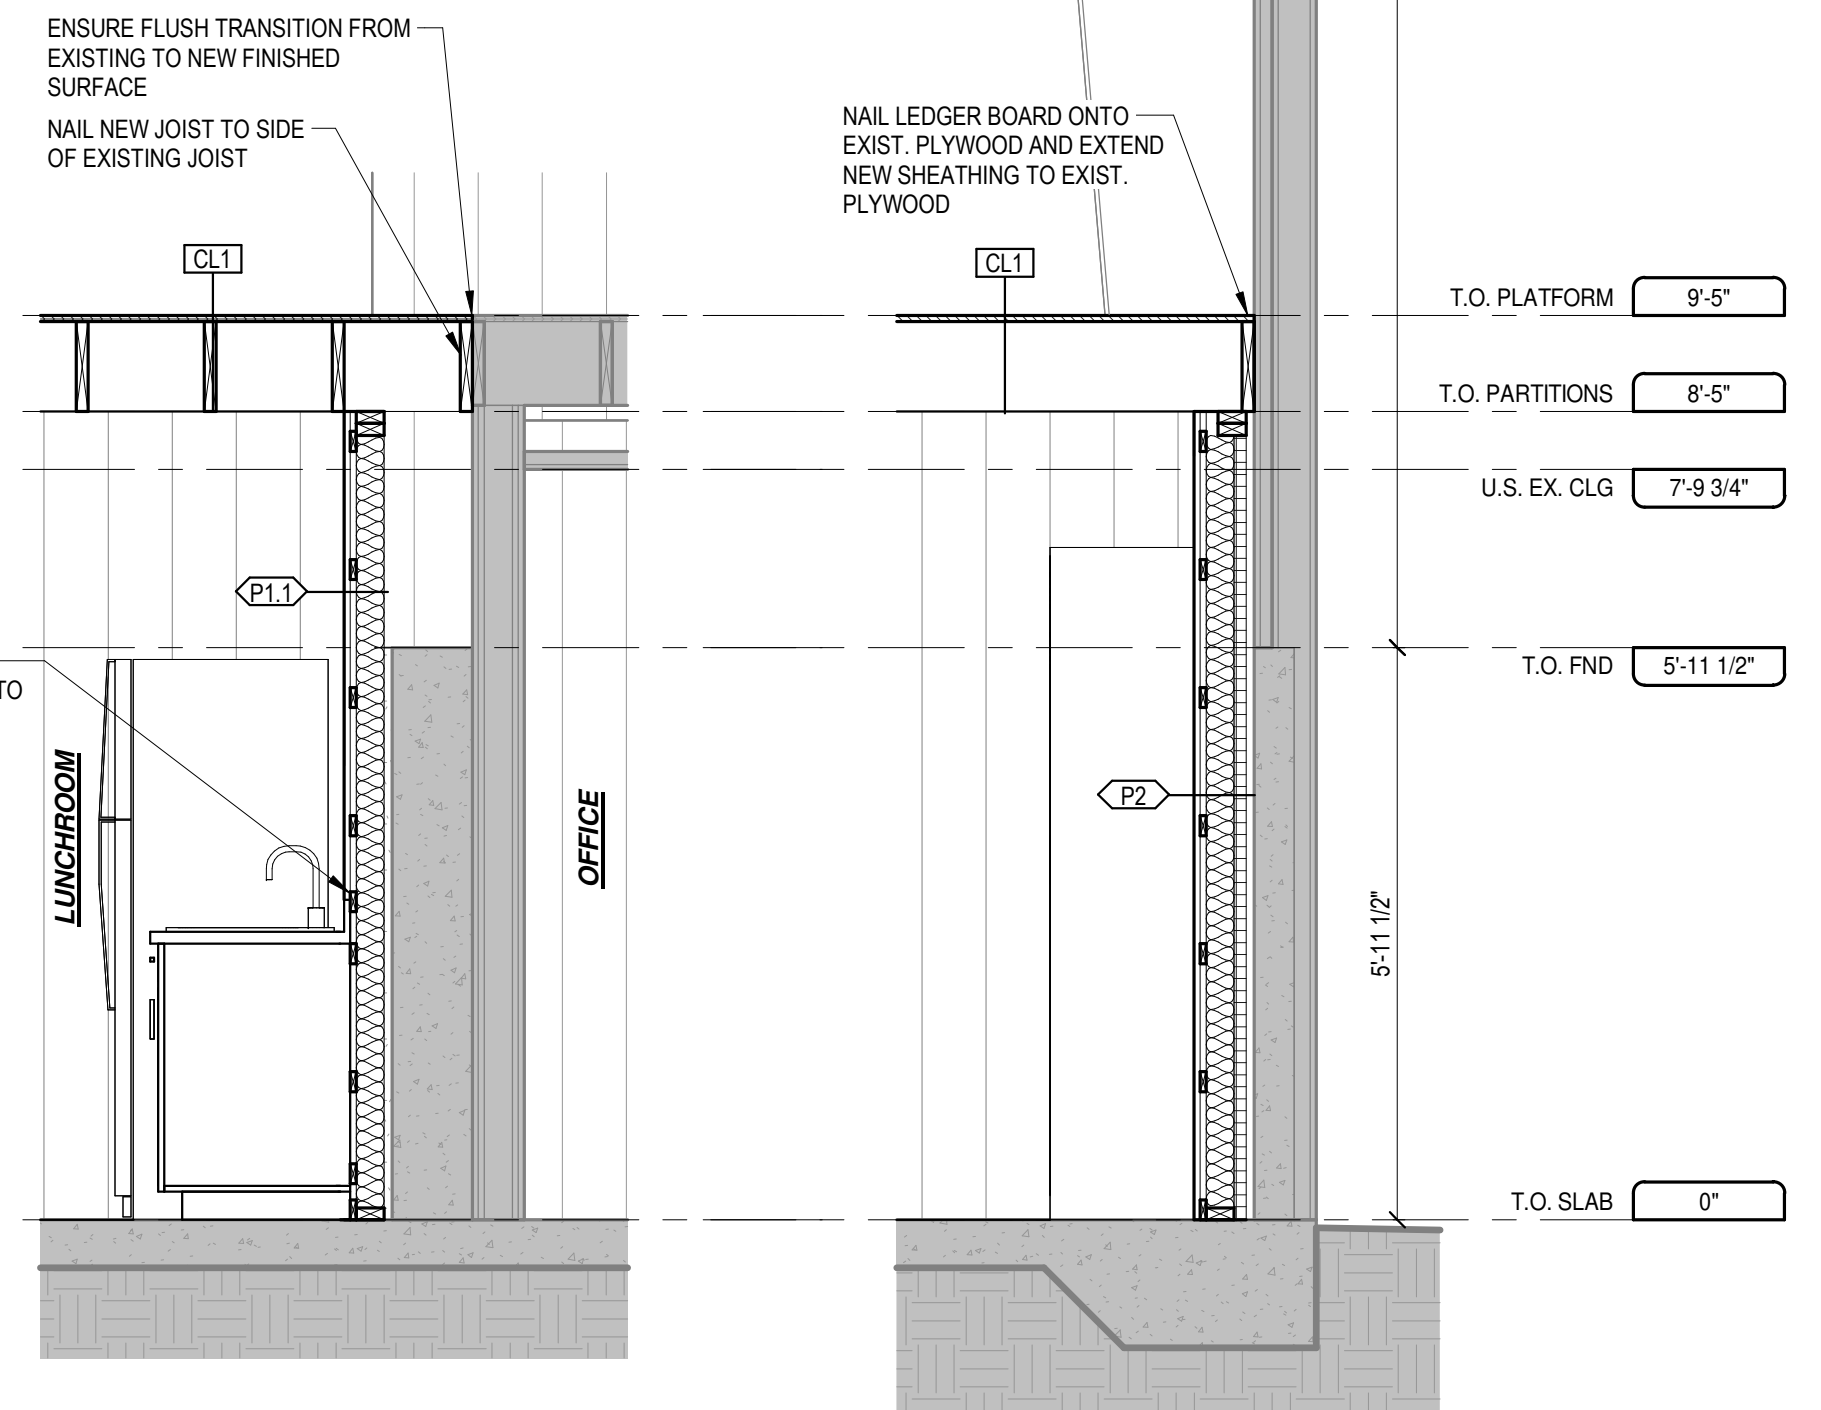 ENSURE FLUSH TRANSITION FROM
EXISTING TO NEW FINISHED
SURFACE
NAIL NEW JOIST TO SIDE
OF EXISTING JOIST
NAIL LEDGER BOARD ONTO
EXIST. PLYWOOD AND EXTEND
NEW SHEATHING TO EXIST.
PLYWOOD
CL1
CL1
T.O. PLATFORM 9'-5"
T.O. PARTITIONS 8'-5"
U.S. EX. CLG 7'-9 3/4"
P1.1
T.O. FND 5'-11 1/2"
TO
LUNCHROOM
OFFICE
P2
5'-11 1/2"
T.O. SLAB 0"